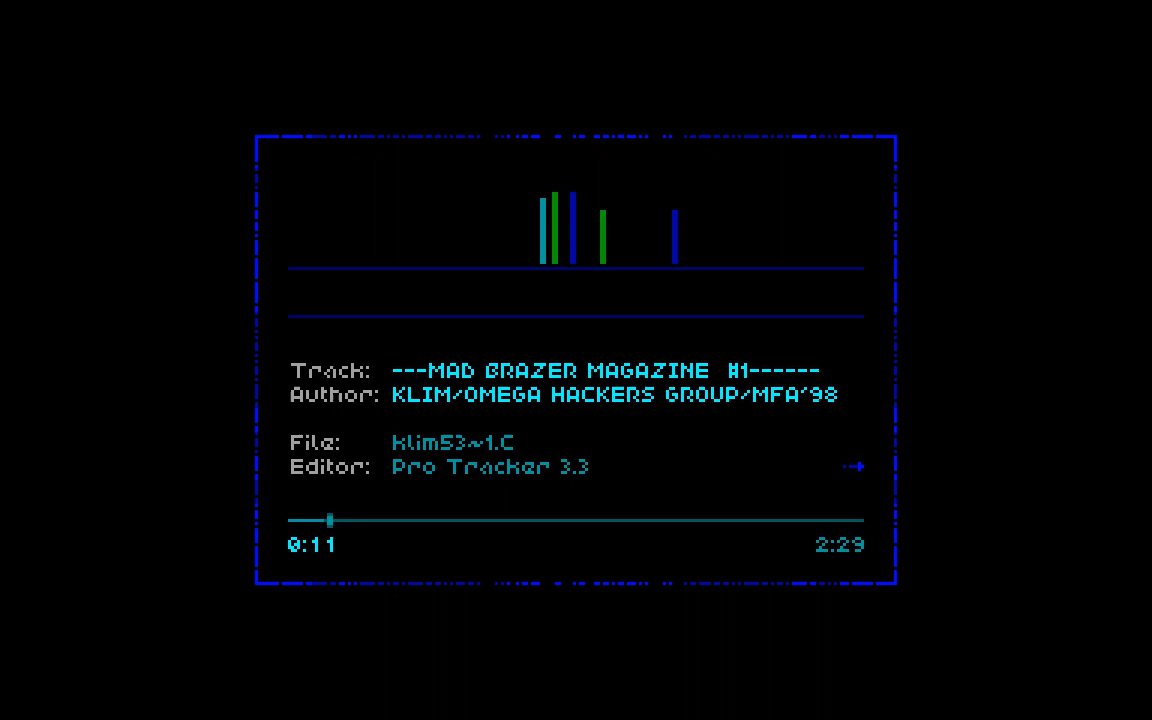 Track: ---MAD BRAZER MAGAZINE #1------
Author: KLIM/OMEGA HACKERS GROUP/MFA'98
File: klim53~1.C
Editor: Pro Tracker 3.3
0:11 2:29